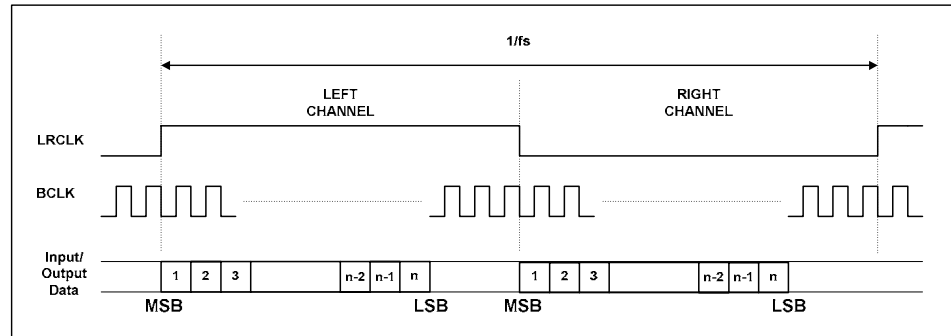 1/fs
LEFT
CHANNEL
RIGHT
CHANNEL
LRCLK
BCLK
Input/
Output
Data
1 2 3 n-2 n-1 n 1 2 3 n-2 n-1 n
MSB LSB MSB LSB